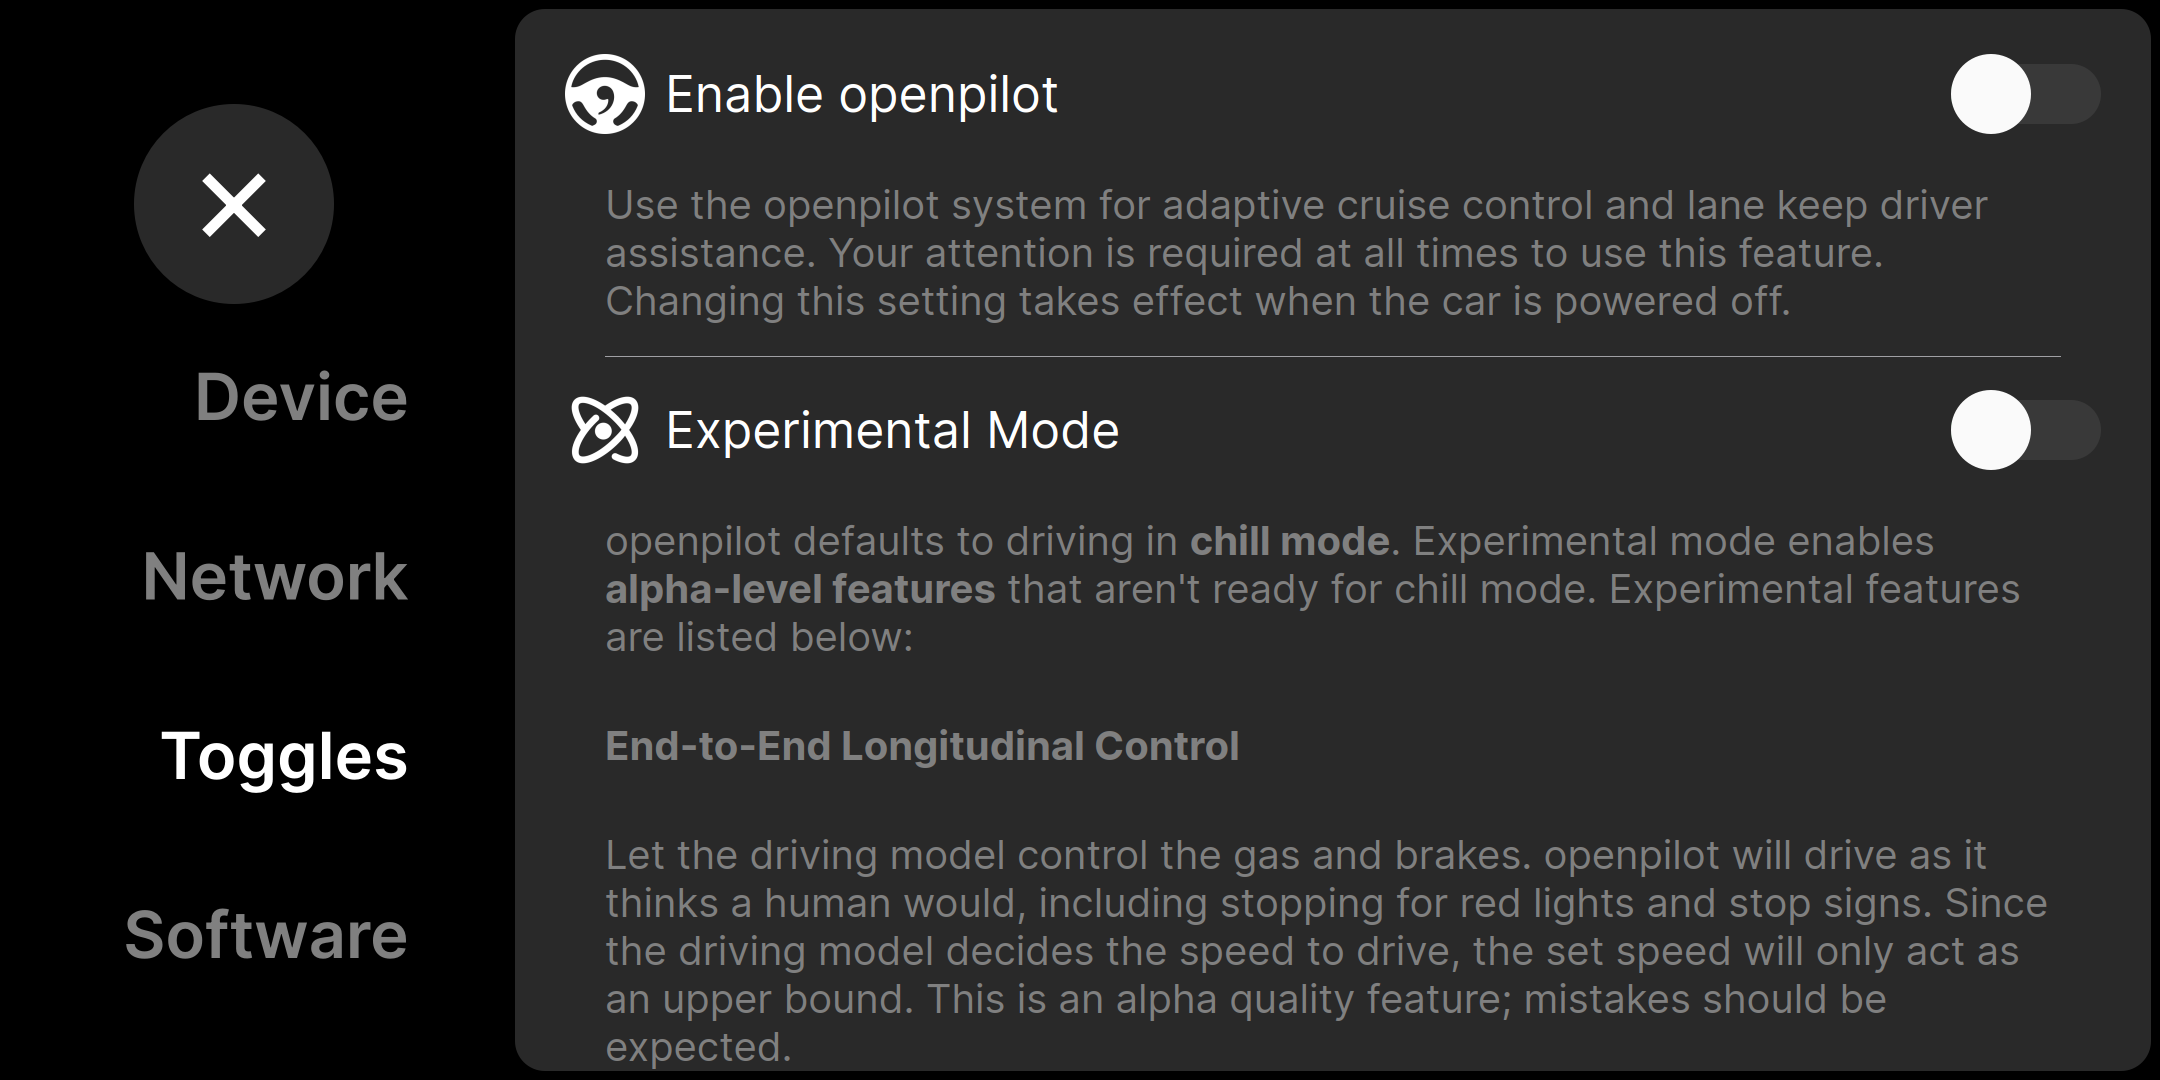 Device
Network
Toggles
Software
Enable openpilot
Use the openpilot system for adaptive cruise control and lane keep driver
assistance. Your attention is required at all times to use this feature.
Changing this setting takes effect when the car is powered off.
Experimental Mode
openpilot defaults to driving in chill mode. Experimental mode enables
alpha-level features that aren't ready for chill mode. Experimental features
are listed below:
End-to-End Longitudinal Control
Let the driving model control the gas and brakes. openpilot will drive as it
thinks a human would, including stopping for red lights and stop signs. Since
the driving model decides the speed to drive, the set speed will only act as
an upper bound. This is an alpha quality feature; mistakes should be
expected.